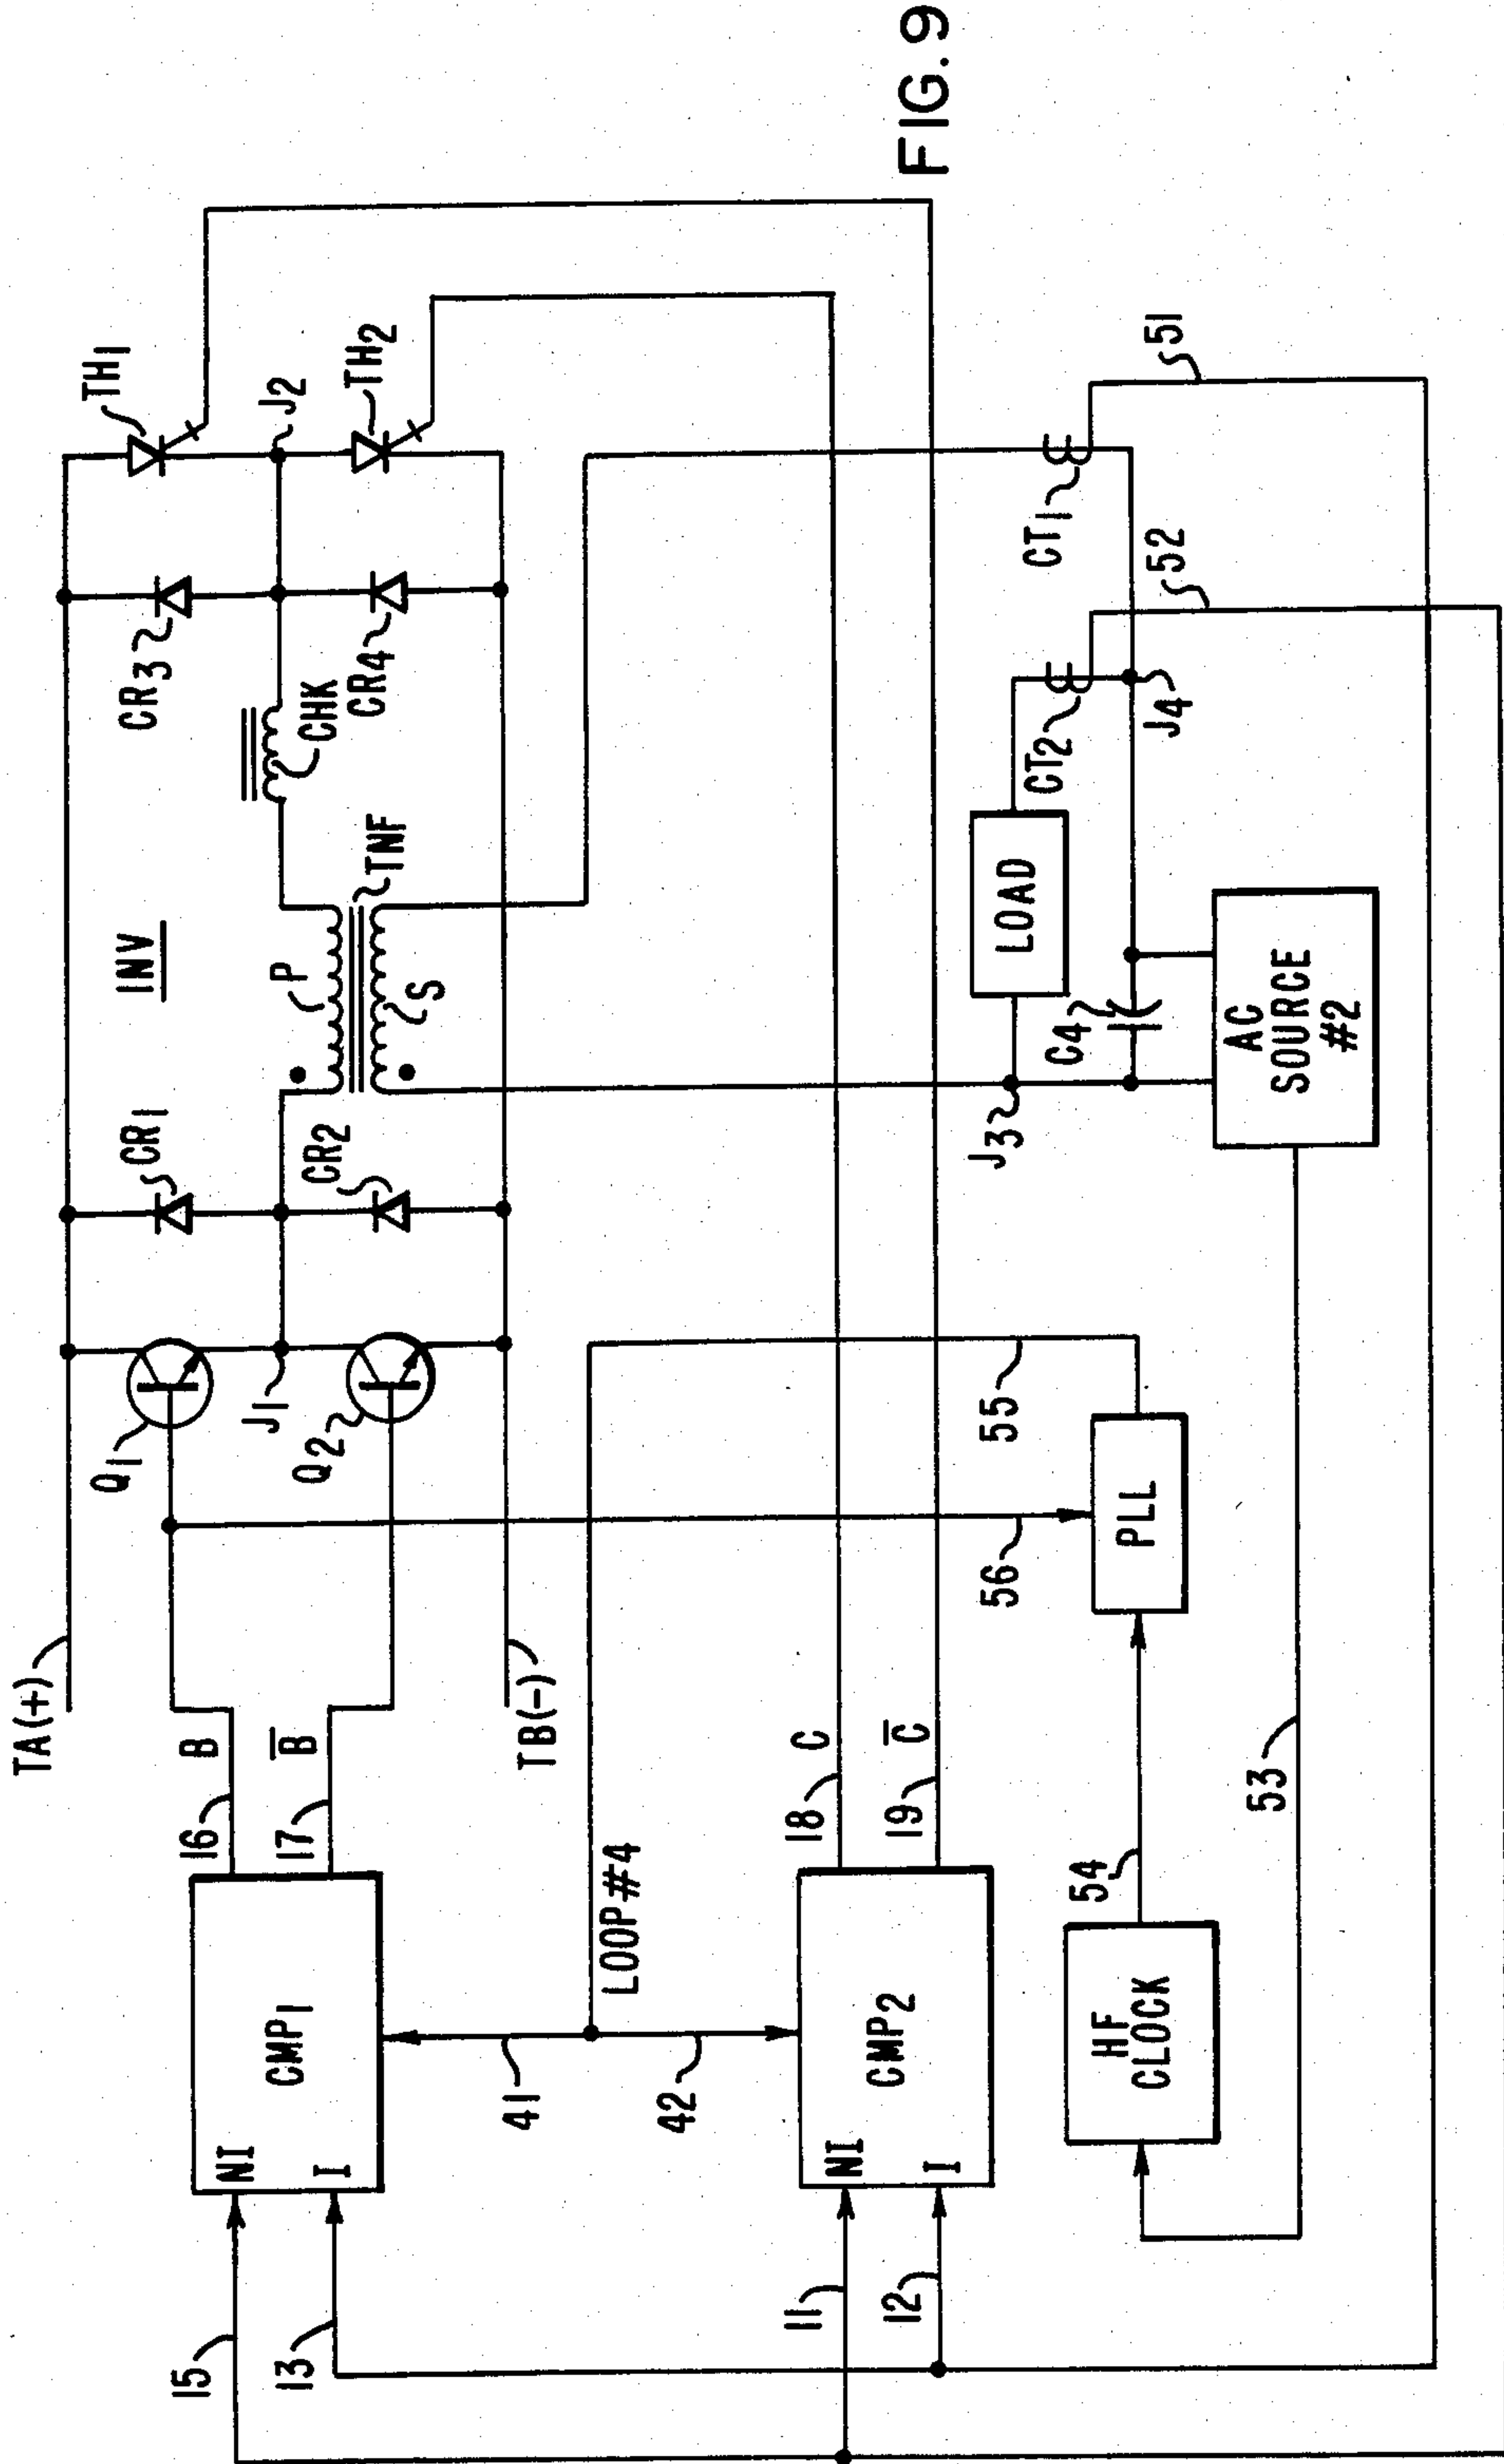 TA(+)
Q1
J1
Q2
CR1
CR2
INV
P
S
TNF
CHK
CR3
CR4
TH1
J2
TH2
B
16
B̅
17
TB(-)
CMP1
NI
I
15
13
41
42
LOOP#4
CMP2
NI
I
11
12
18
C
19
C̅
55
56
PLL
54
HF
CLOCK
53
J3
C4
LOAD
AC
SOURCE
#2
CT2
J4
52
CT1
51
FIG. 9